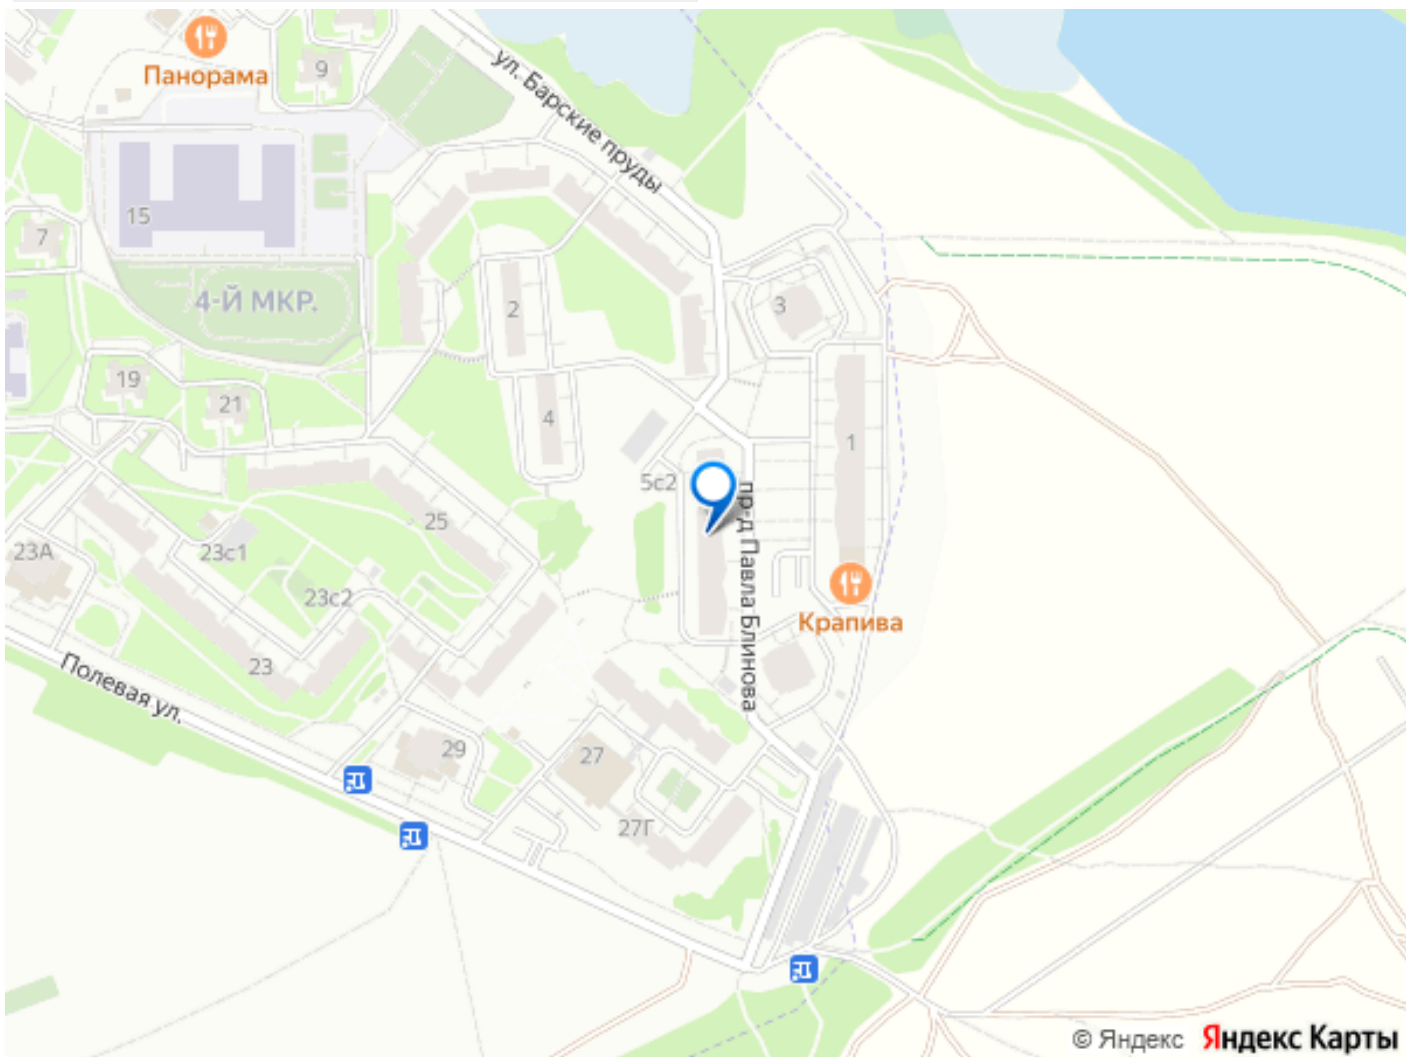 Панорама
9
ул. Барские пруды
15
7
4-Й МКР.
2
3
19
21
4
1
5с2
пр-д Павла Блинова
25
23А
23с1
23с2
Крапива
23
Полевая ул.
29
27
27Г
© Яндекс Яндекс Карты